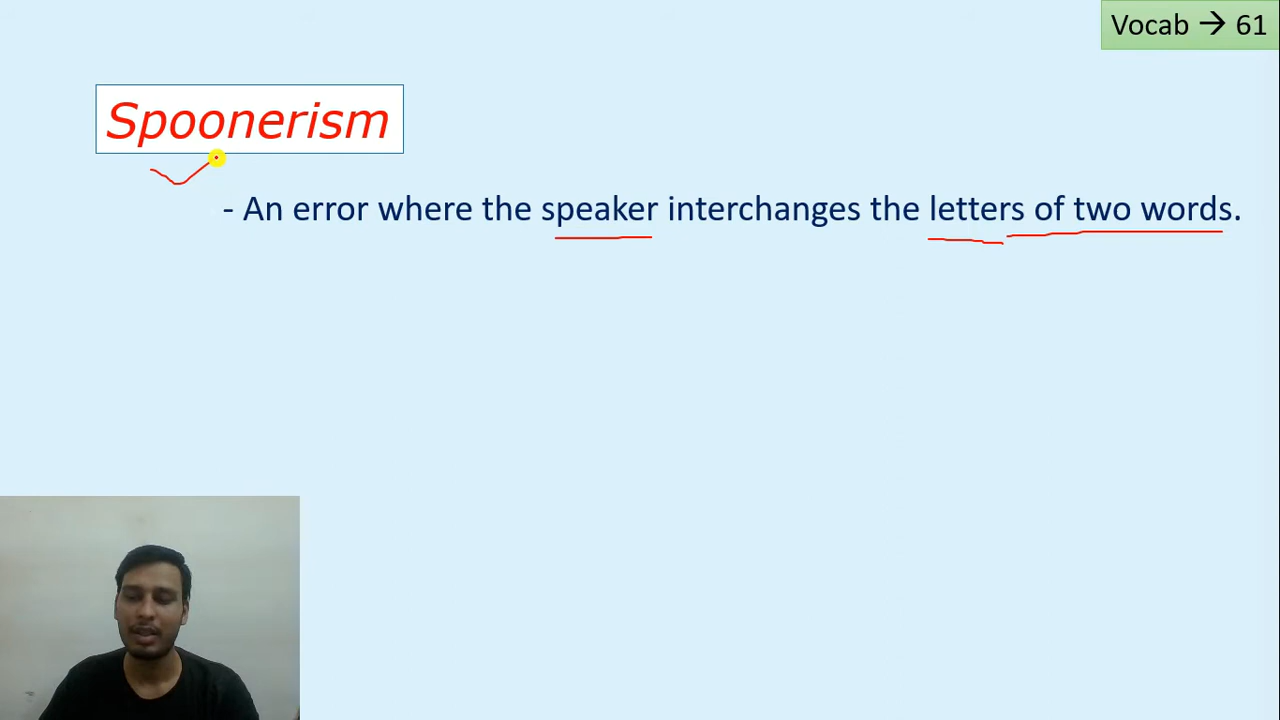 Vocab → 61
Spoonerism
- An error where the speaker interchanges the letters of two words.